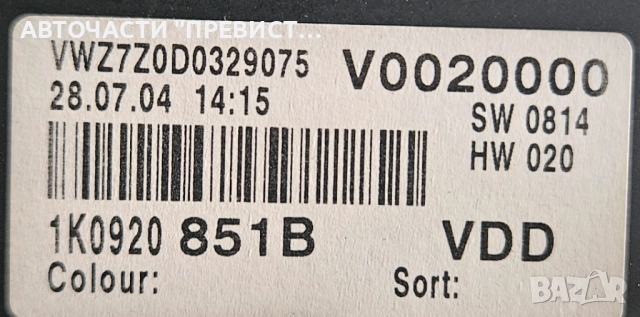 АВТОЧАСТИ "ПРЕВИСТ...
VWZ7Z0D0329075 V0020000
28.07.04 14:15 SW 0814
HW 020
1K0920 851B VDD
Colour: Sort:
BAZAR